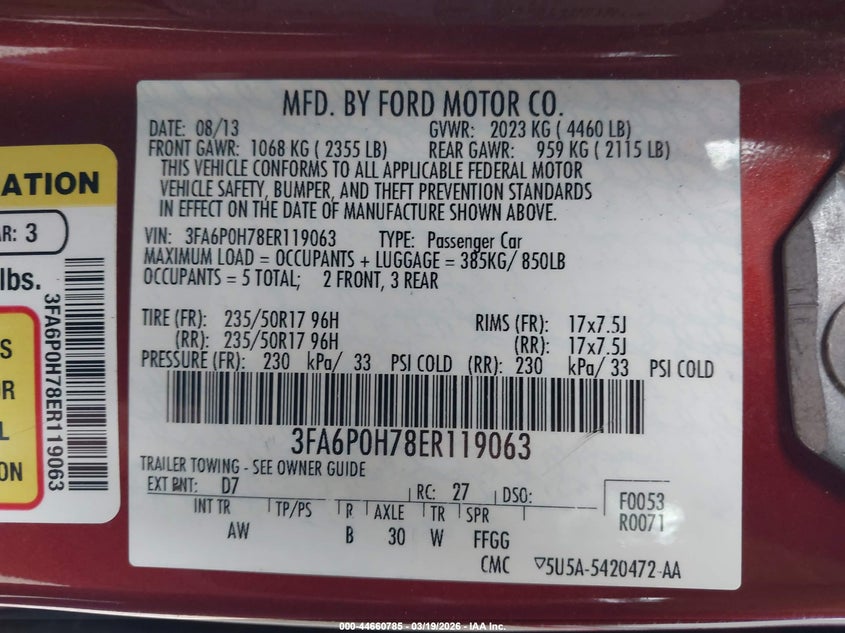 MFD. BY FORD MOTOR CO.
DATE: 08/13 GVWR: 2023 KG ( 4460 LB)
FRONT GAWR: 1068 KG ( 2355 LB) REAR GAWR: 959 KG ( 2115 LB)
THIS VEHICLE CONFORMS TO ALL APPLICABLE FEDERAL MOTOR
VEHICLE SAFETY, BUMPER, AND THEFT PREVENTION STANDARDS
IN EFFECT ON THE DATE OF MANUFACTURE SHOWN ABOVE.
VIN: 3FA6P0H78ER119063 TYPE: Passenger Car
MAXIMUM LOAD = OCCUPANTS + LUGGAGE = 385KG/ 850LB
OCCUPANTS = 5 TOTAL; 2 FRONT, 3 REAR
TIRE (FR): 235/50R17 96H RIMS (FR): 17x7.5J
(RR): 235/50R17 96H (RR): 17x7.5J
PRESSURE (FR): 230 kPa/ 33 PSI COLD (RR): 230 kPa/ 33 PSI COLD
3FA6P0H78ER119063
TRAILER TOWING - SEE OWNER GUIDE
EXT PNT: D7 RC: 27 DSO: F0053
R0071
INT TR TP/PS R AXLE TR SPR
AW B 30 W FFGG
CMC ▽5U5A-5420472-AA
ATION
AR: 3
lbs.
3FA6P0H78ER119063
S
OR
L
ON
000-44660785 - 03/19/2026 - IAA Inc.